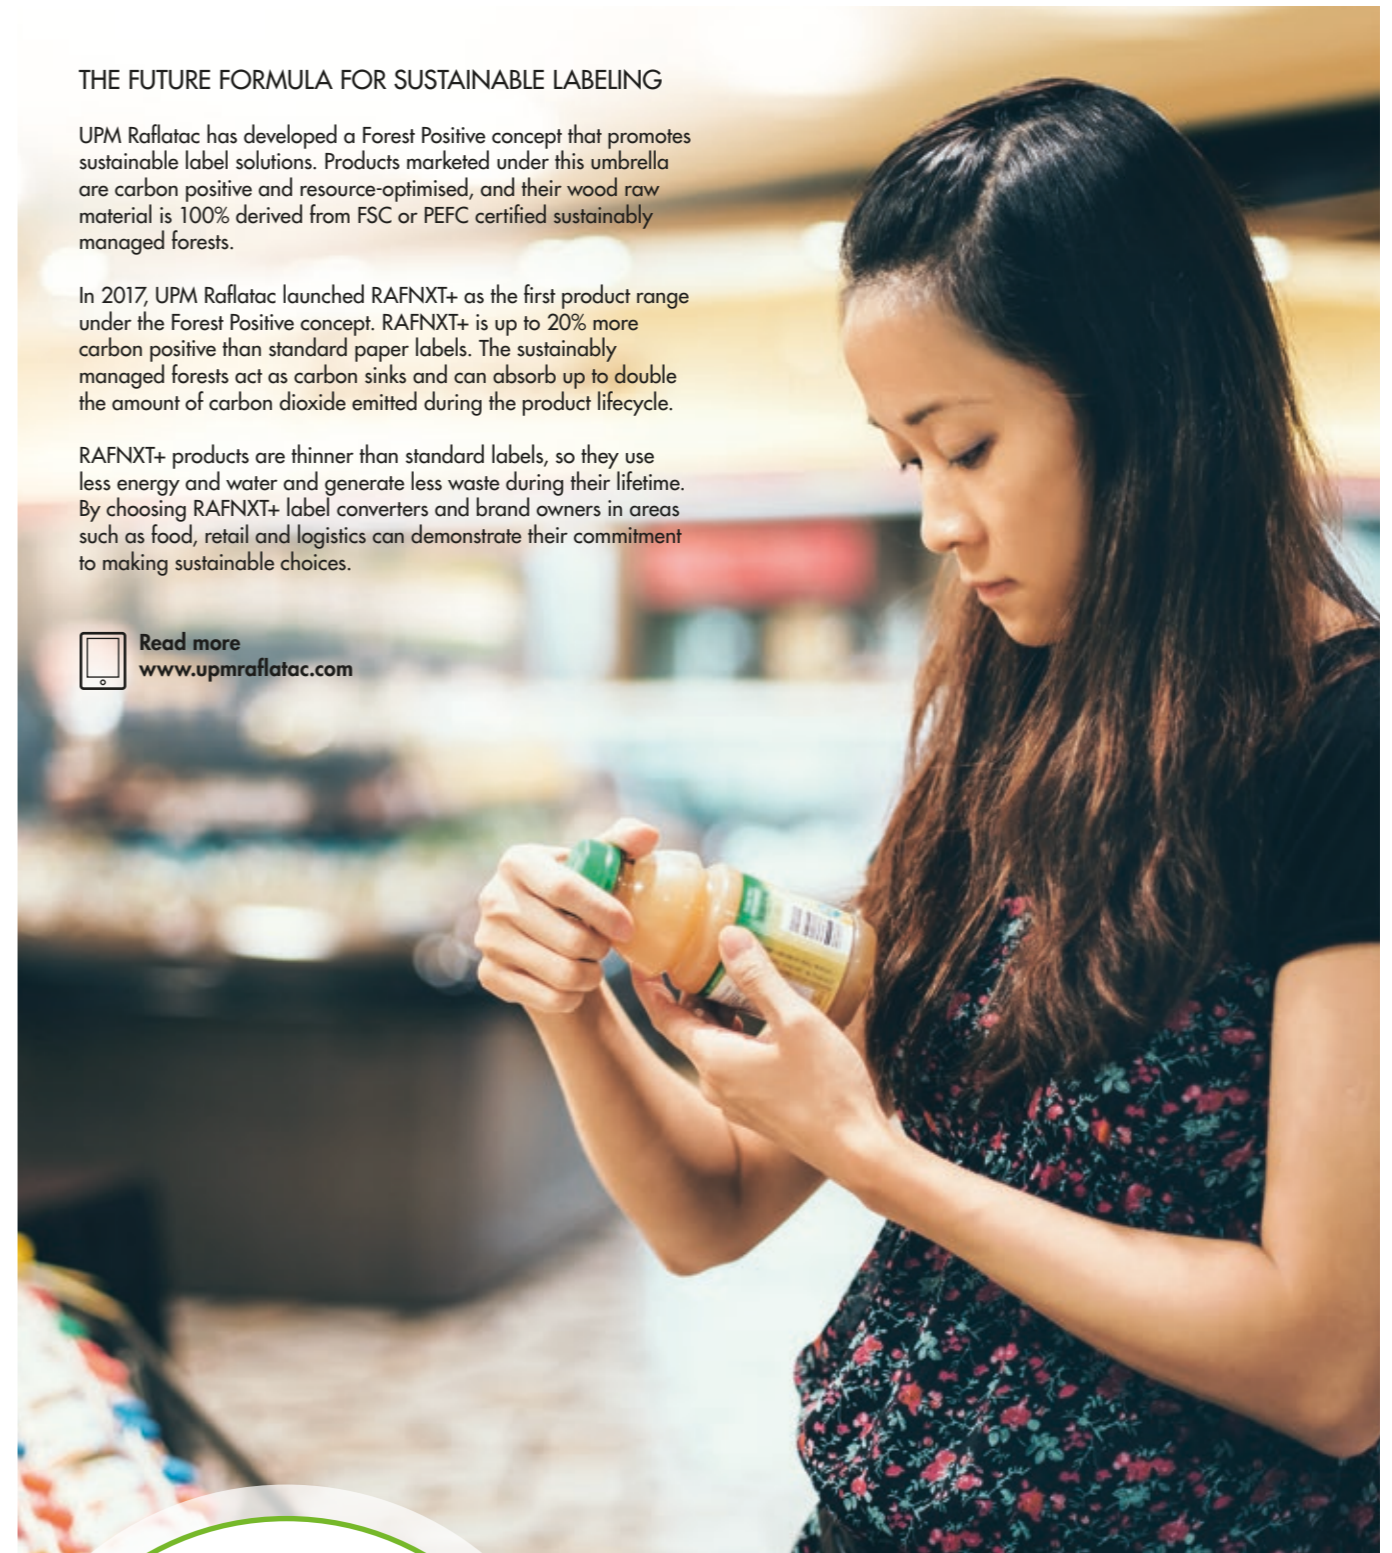 THE FUTURE FORMULA FOR SUSTAINABLE LABELING
UPM Raflatac has developed a Forest Positive concept that promotes
sustainable label solutions. Products marketed under this umbrella
are carbon positive and resource-optimised, and their wood raw
material is 100% derived from FSC or PEFC certified sustainably
managed forests.
In 2017, UPM Raflatac launched RAFNXT+ as the first product range
under the Forest Positive concept. RAFNXT+ is up to 20% more
carbon positive than standard paper labels. The sustainably
managed forests act as carbon sinks and can absorb up to double
the amount of carbon dioxide emitted during the product lifecycle.
RAFNXT+ products are thinner than standard labels, so they use
less energy and water and generate less waste during their lifetime.
By choosing RAFNXT+ label converters and brand owners in areas
such as food, retail and logistics can demonstrate their commitment
to making sustainable choices.
Read more
www.upmraflatac.com